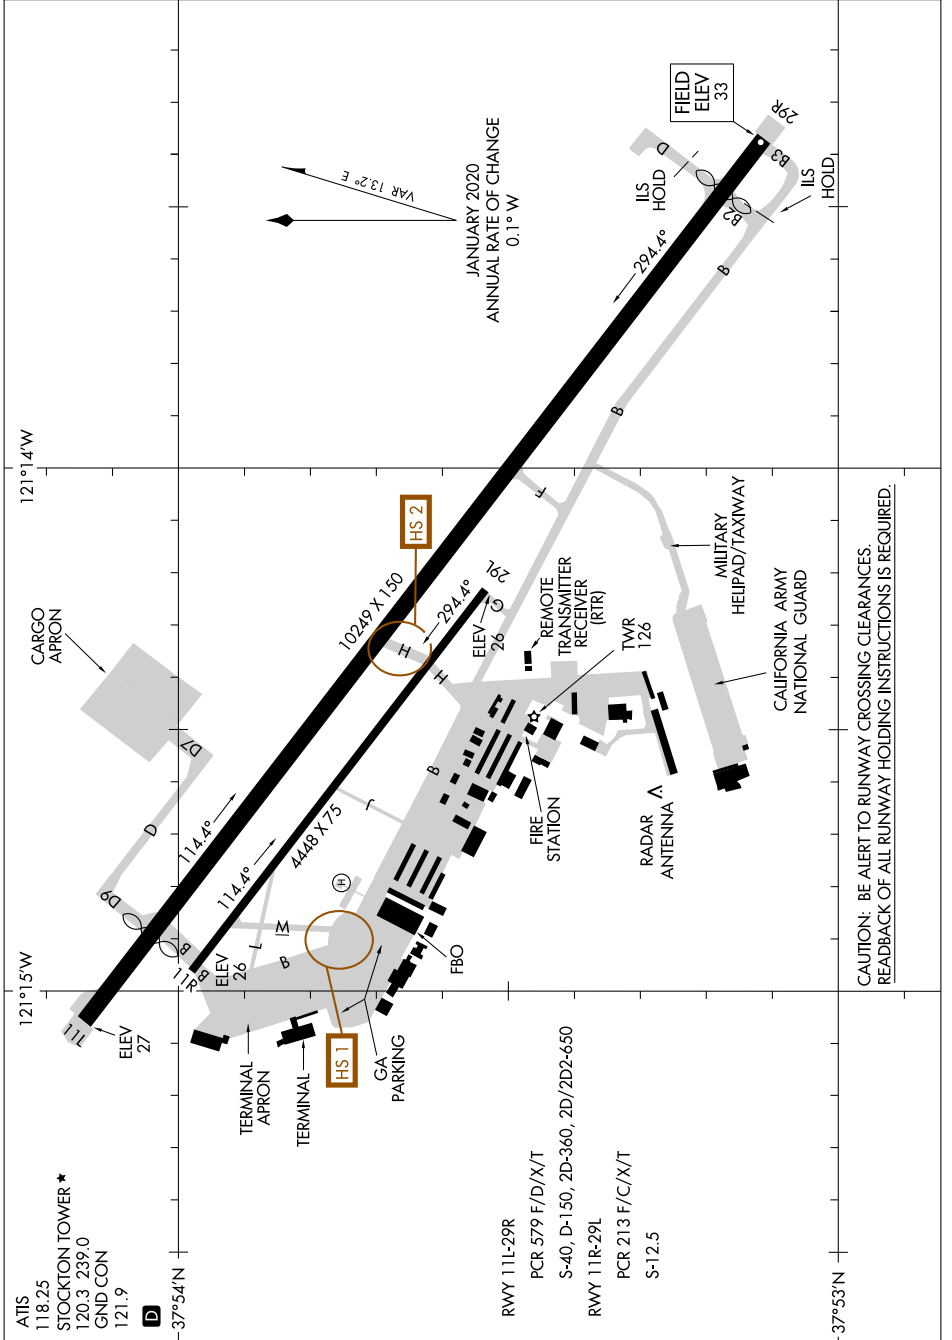 ATIS
118.25
STOCKTON TOWER ★
120.3 239.0
GND CON
121.9
D
37°54'N
121°15'W
121°14'W
37°53'N
CARGO
APRON
JANUARY 2020
ANNUAL RATE OF CHANGE
0.1° W
VAR 13.2° E
FIELD
ELEV
33
29R
B3
ILS
HOLD
D
ILS
HOLD
B2
B
294.4°
B
F
HS 2
10249 X 150
294.4°
29L
G
ELEV
26
H
H
REMOTE
TRANSMITTER
RECEIVER
(RTR)
TWR
126
MILITARY
HELIPAD/TAXIWAY
CALIFORNIA ARMY
NATIONAL GUARD
D7
D
114.4°
D9
B
114.4°
4448 X 75
J
B
H
FIRE
STATION
RADAR
ANTENNA
11L
ELEV
27
11R
B
ELEV
26
L
M
B
FBO
TERMINAL
APRON
TERMINAL
HS 1
GA
PARKING
RWY 11L-29R
PCR 579 F/D/X/T
S-40, D-150, 2D-360, 2D/2D2-650
RWY 11R-29L
PCR 213 F/C/X/T
S-12.5
CAUTION: BE ALERT TO RUNWAY CROSSING CLEARANCES.
READBACK OF ALL RUNWAY HOLDING INSTRUCTIONS IS REQUIRED.